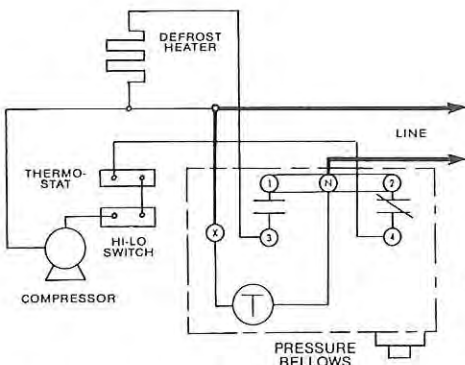 DEFROST
HEATER
LINE
THERMO-
STAT
1
N
2
X
3
4
HI-LO
SWITCH
T
COMPRESSOR
PRESSURE
BELLOWS